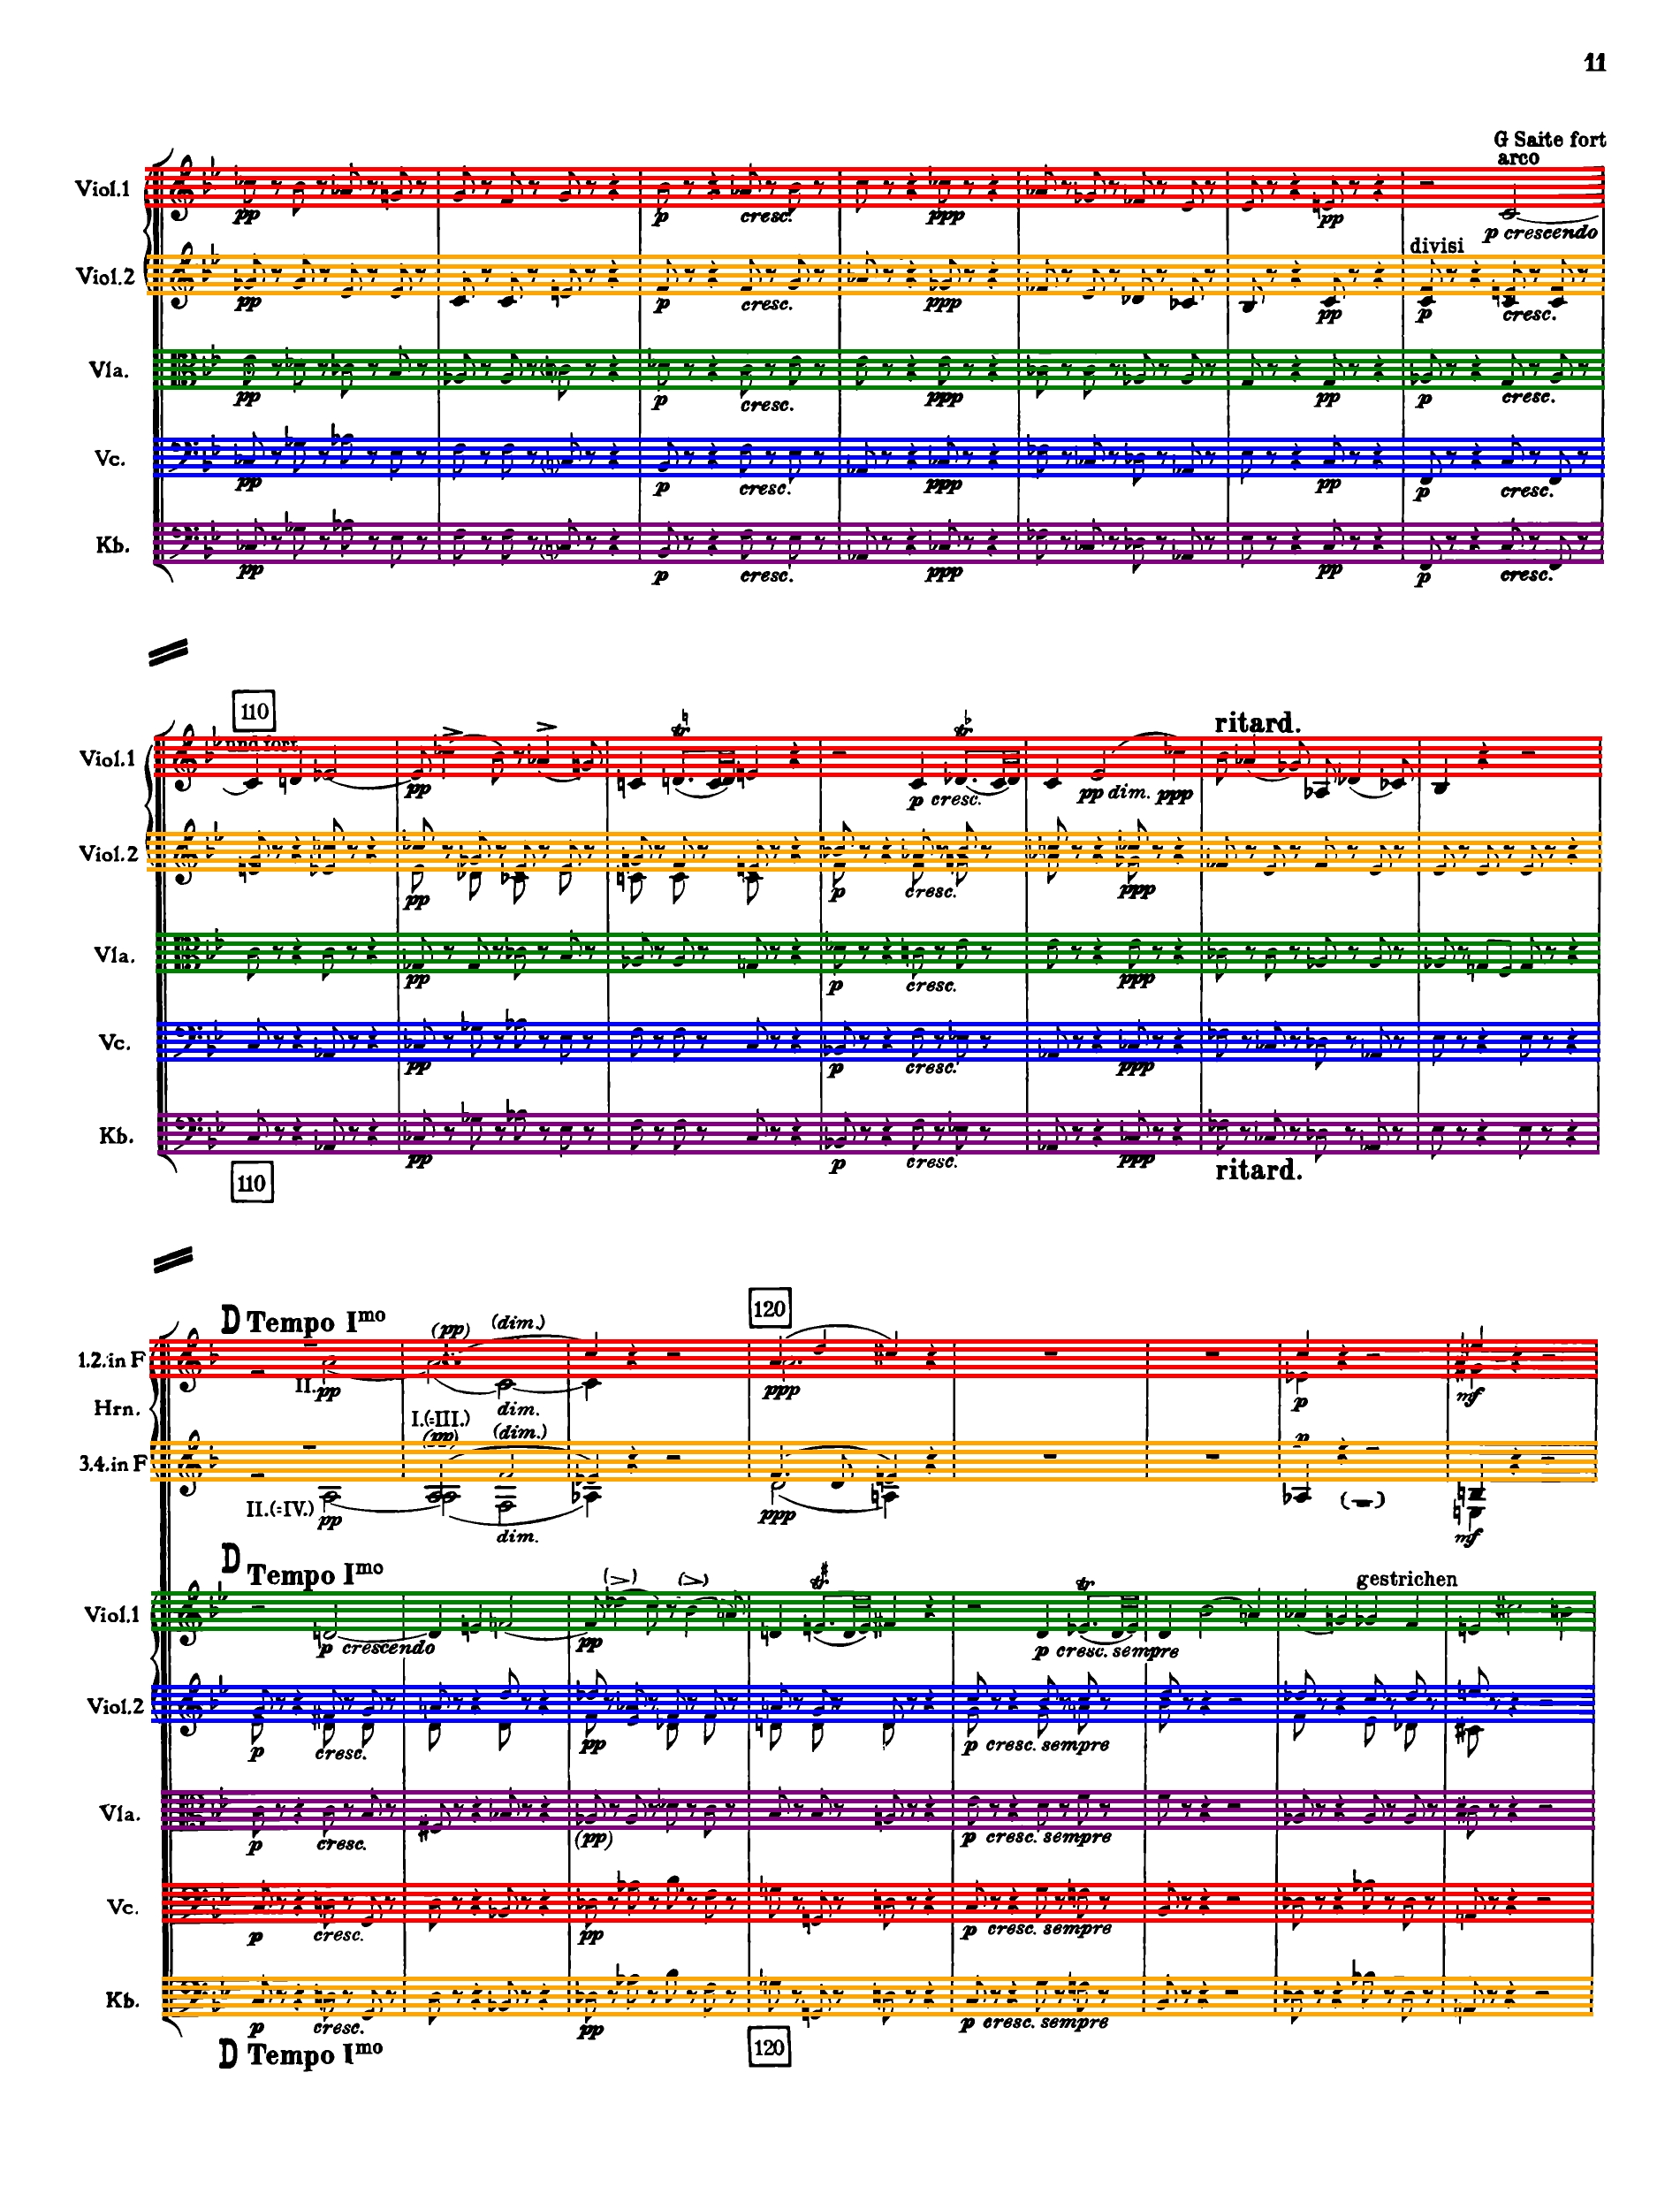 11
G Saite fort
arco
Viol.1
pp p cresc. ppp pp p crescendo
divisi
Viol.2
pp p cresc. ppp pp p cresc.
Vla.
pp p cresc. ppp pp p cresc.
Vc.
pp p cresc. ppp pp p cresc.
Kb.
pp p cresc. ppp pp p cresc.
110
ritard.
Viol.1
tr tr
pp p cresc. pp dim. ppp
Viol.2
pp p cresc. ppp
Vla.
pp p cresc. ppp
Vc.
pp p cresc. ppp
Kb.
pp p cresc. ppp
ritard.
110
120
D Tempo Imo
(pp) (dim.)
1.2.in F
II. pp dim. ppp p mf
Hrn.
I.(=III.)
(pp) (dim.) p
3.4.in F
II.(=IV.) pp dim. ppp mf
D Tempo Imo
tr tr gestrichen
Viol.1
p crescendo pp p cresc. sempre
Viol.2
p cresc. pp p cresc. sempre
Vla.
p cresc. (pp) p cresc. sempre
Vc.
p cresc. pp p cresc. sempre
Kb.
p cresc. pp p cresc. sempre
D Tempo Imo
120